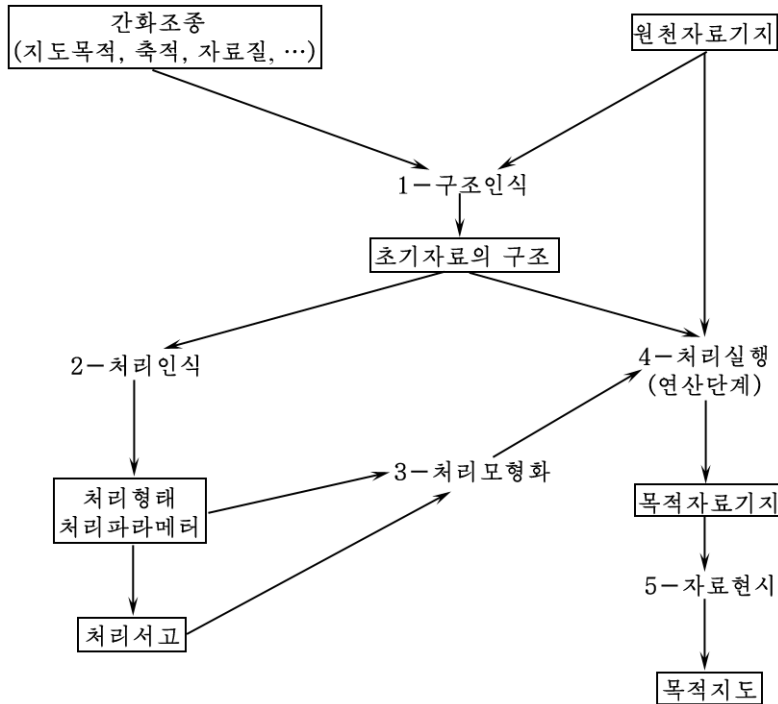 간화조종
(지도목적, 축적, 자료질, …)
원천자료기지
1－구조인식
초기자료의 구조
2－처리인식
4－처리실행
(연산단계)
3－처리모형화
처리형태
처리파라메터
목적자료기지
5－자료현시
처리서고
목적지도